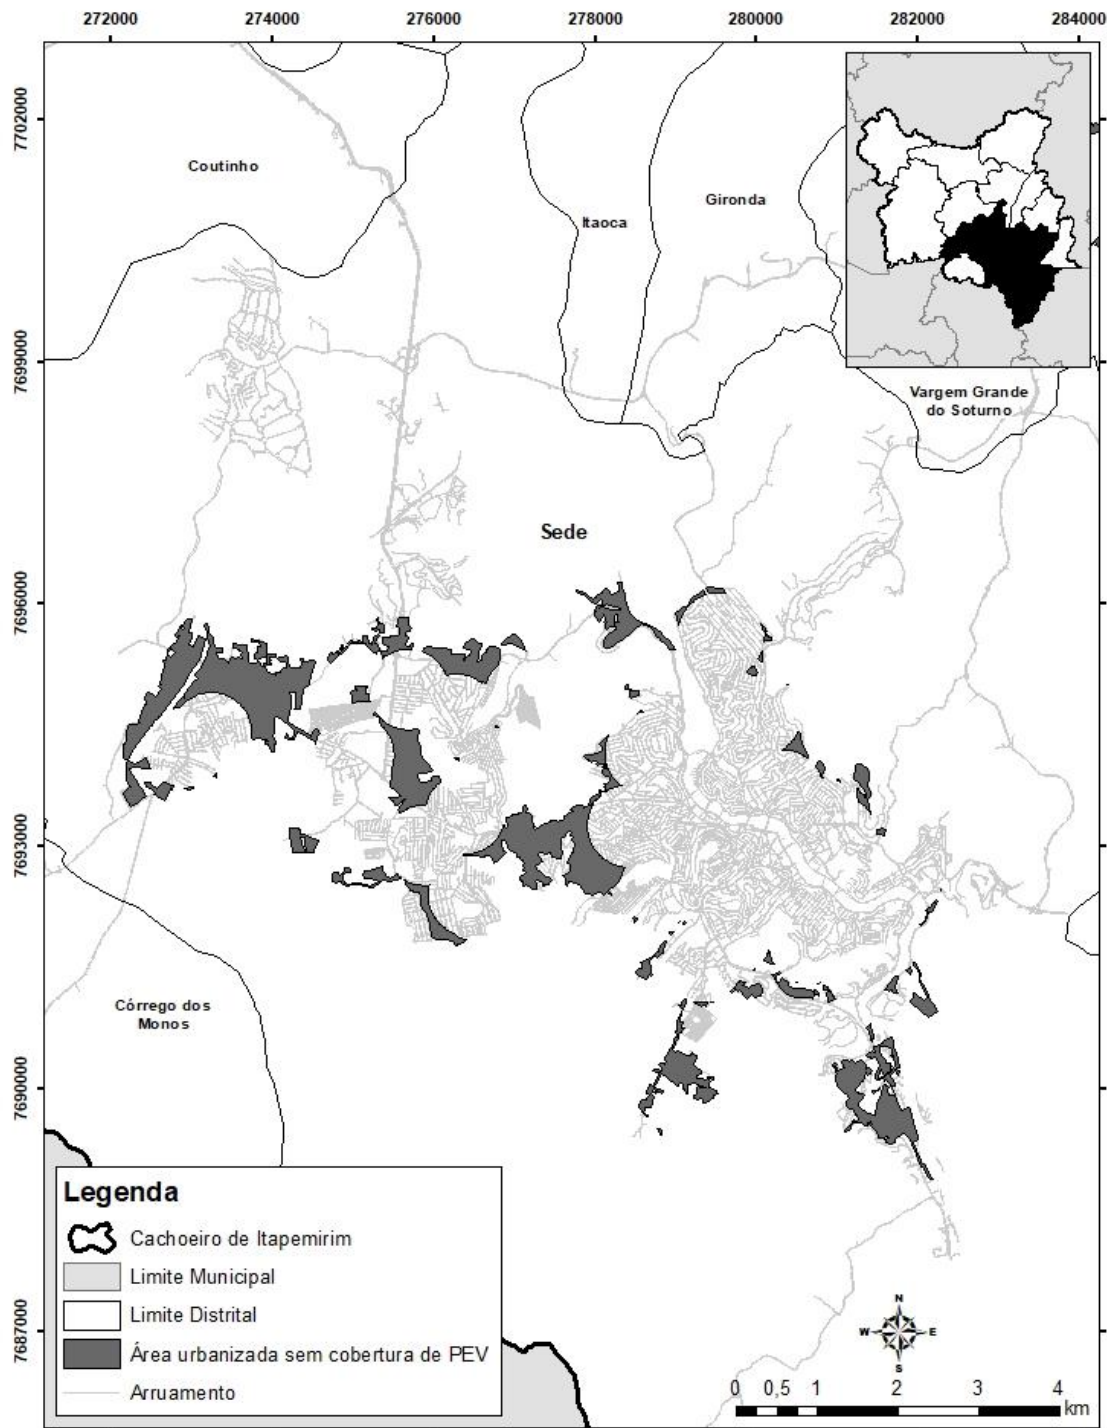 272000 274000 276000 278000 280000 282000 284000
7702000
7699000
7696000
7693000
7690000
7687000
Coutinho
Itaoca
Gironda
Vargem Grande
do Soturno
Sede
Córrego dos
Monos
Legenda
Cachoeiro de Itapemirim
Limite Municipal
Limite Distrital
Área urbanizada sem cobertura de PEV
Arruamento
N
W E
S
0 0,5 1 2 3 4
km